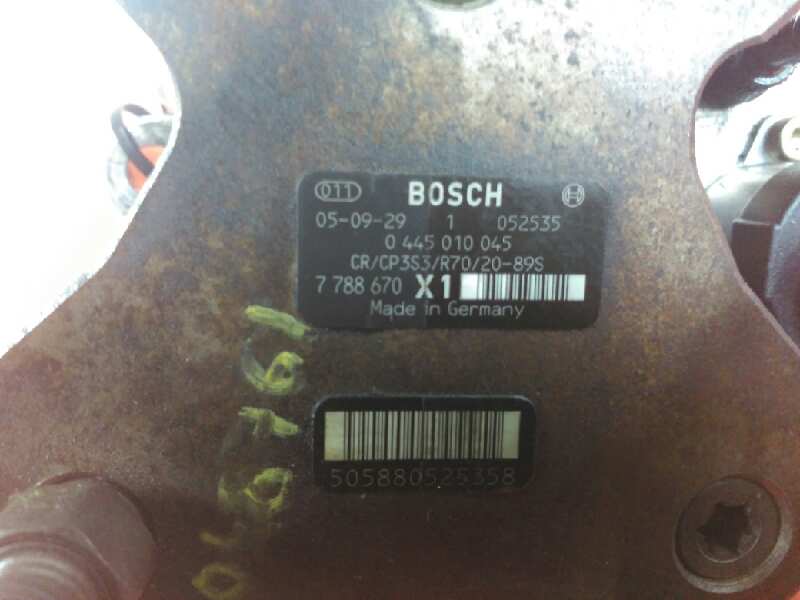 011 BOSCH
05-09-29 1 052535
0 445 010 045
CR/CP3S3/R70/20-89S
7 788 670 X1
Made in Germany
505880525358